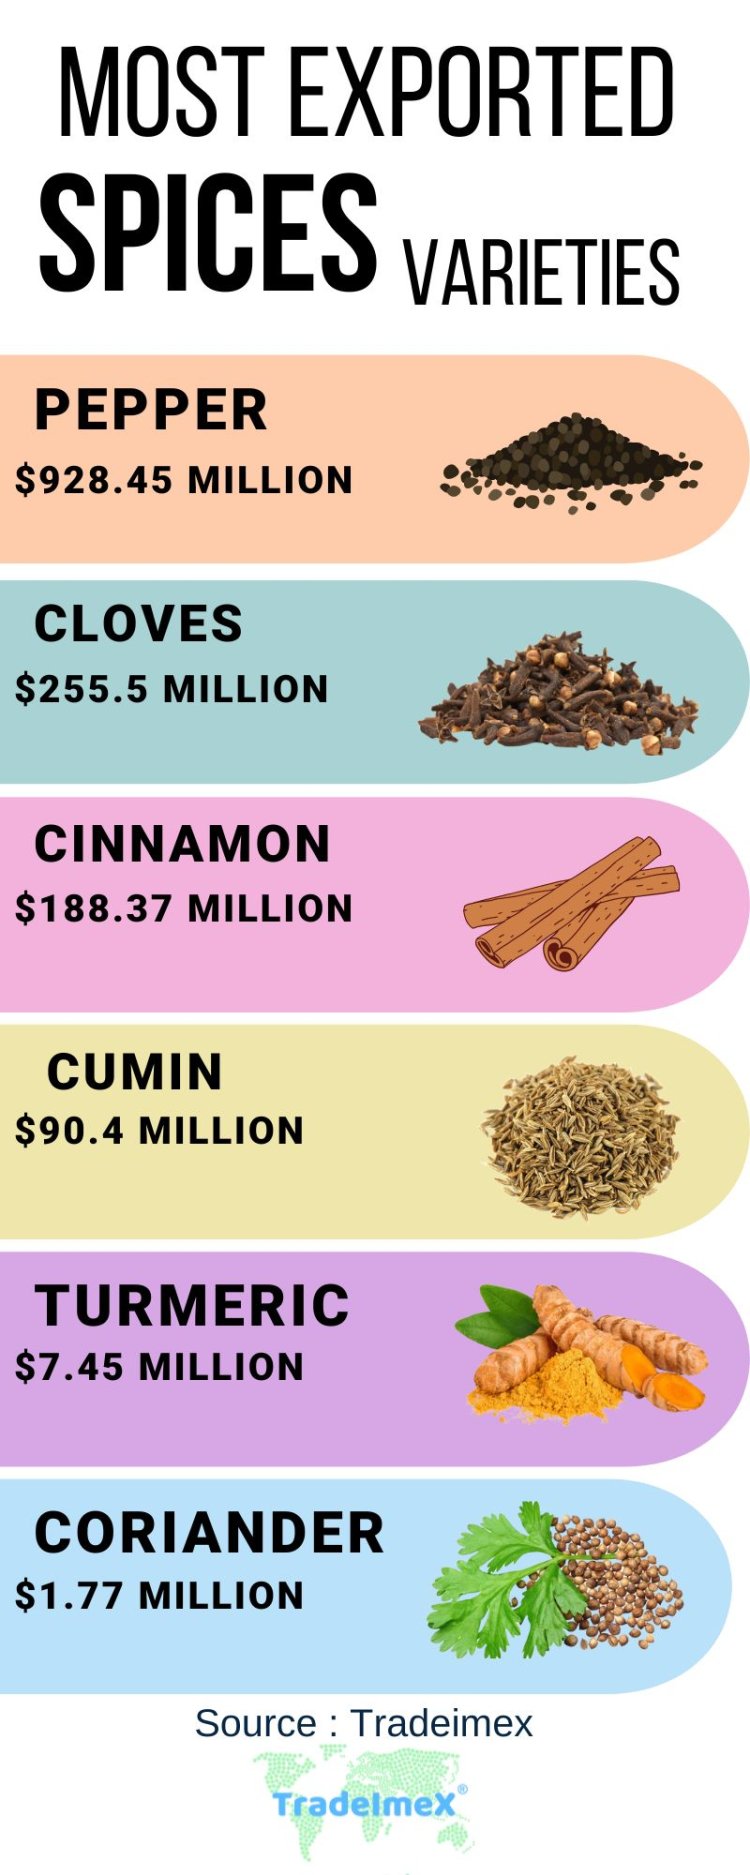 MOST EXPORTED
SPICES VARIETIES
PEPPER
$928.45 MILLION
CLOVES
$255.5 MILLION
CINNAMON
$188.37 MILLION
CUMIN
$90.4 MILLION
TURMERIC
$7.45 MILLION
CORIANDER
$1.77 MILLION
Source : Tradeimex
TradeImeX®